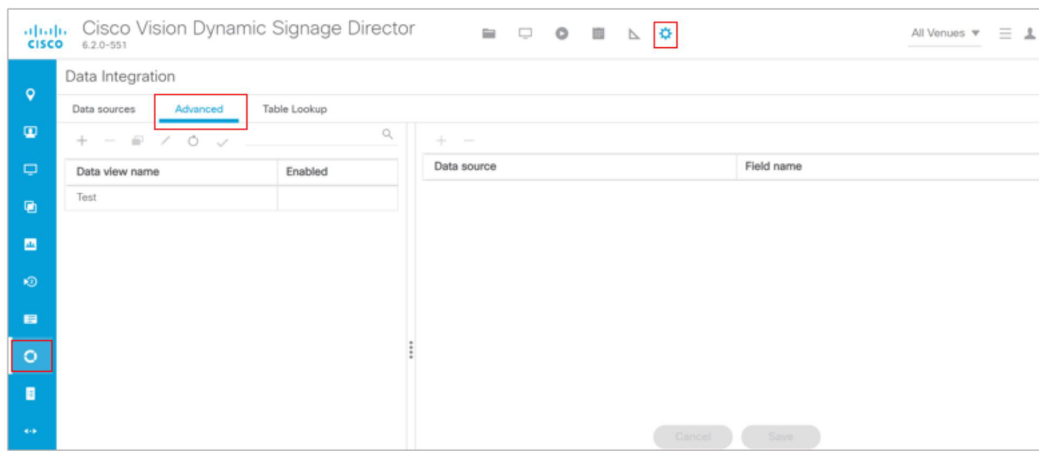 Cisco Vision Dynamic Signage Director
CISCO 6.2.0-551
All Venues
Data Integration
Data sources Advanced Table Lookup
Data view name Enabled Data source Field name
Test
Cancel Save